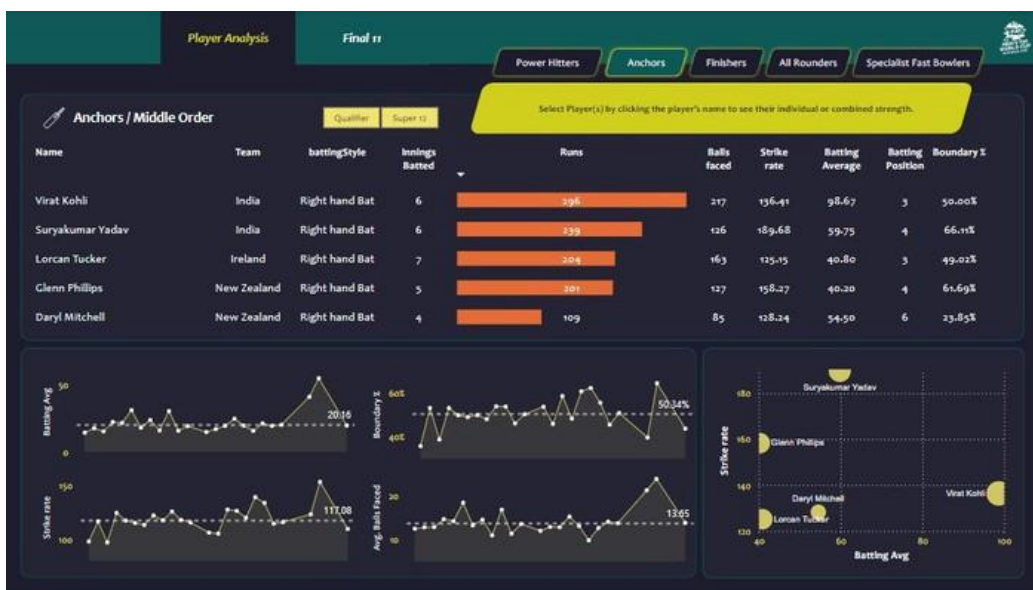 Player Analysis
Final 11
Power Hitters
Anchors
Finishers
All Rounders
Specialist Fast Bowlers
Select Player(s) by clicking the player's name to see their individual or combined strength.
Anchors / Middle Order
Qualifier
Super 12
Name Team battingStyle Innings Batted Runs Balls faced Strike rate Batting Average Batting Position Boundary %
Virat Kohli India Right hand Bat 6 296 217 136.41 98.67 3 50.00%
Suryakumar Yadav India Right hand Bat 6 239 126 189.68 59.75 4 66.11%
Lorcan Tucker Ireland Right hand Bat 7 204 163 125.15 40.80 3 49.02%
Glenn Phillips New Zealand Right hand Bat 5 201 127 158.27 40.20 4 61.69%
Daryl Mitchell New Zealand Right hand Bat 4 109 85 128.24 54.50 6 23.85%
Batting Avg
50
0
20.16
Boundary %
60%
40%
50.34%
Strike rate
150
100
117.08
Avg. Balls Faced
20
10
13.65
Strike rate
180
160
140
120
Suryakumar Yadav
Glenn Phillips
Daryl Mitchell
Virat Kohli
Lorcan Tucker
40 60 80 100
Batting Avg